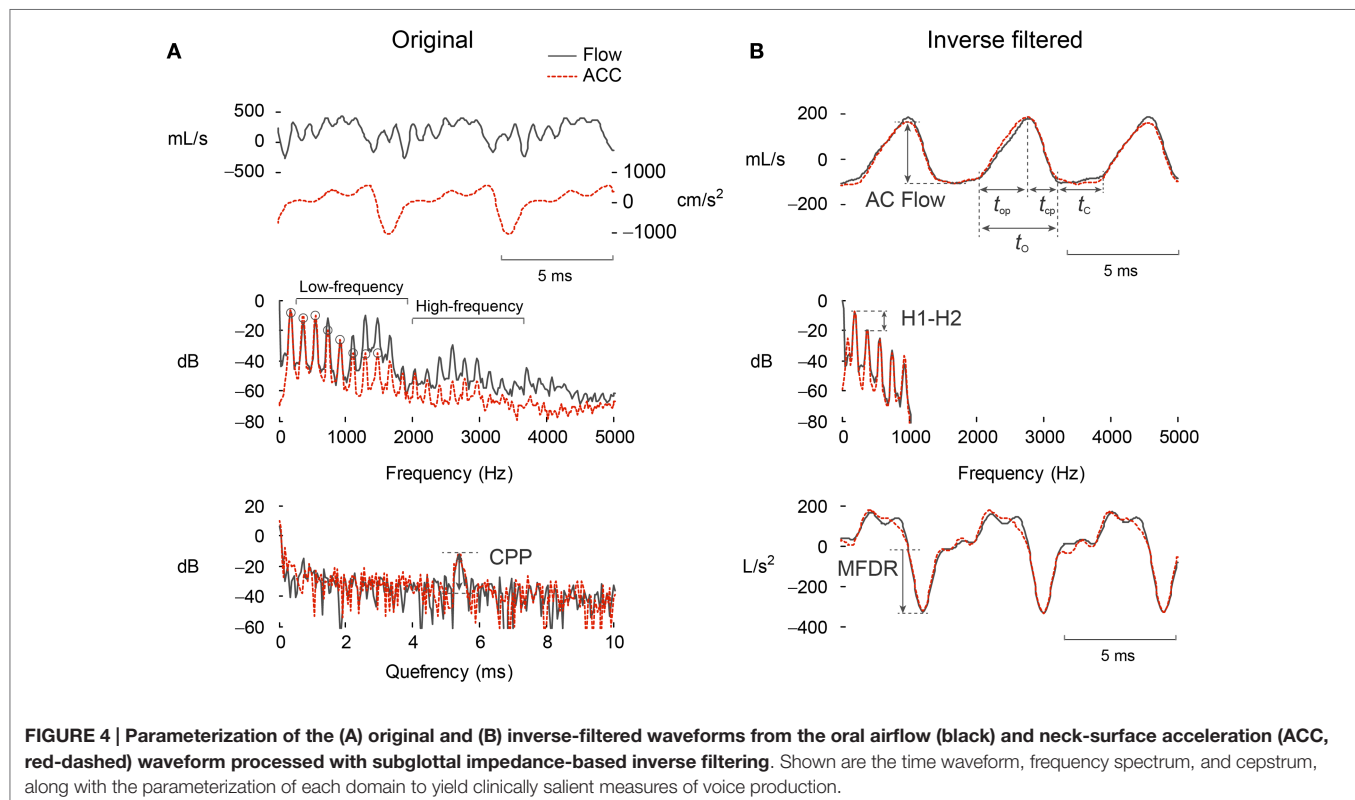 A
Original
Flow
ACC
500
mL/s
0
–500
1000
0
cm/s²
–1000
5 ms
Low-frequency
High-frequency
0
–20
dB
–40
–60
–80
0
1000
2000
3000
4000
5000
Frequency (Hz)
20
0
dB
–20
–40
–60
CPP
0
2
4
6
8
10
Quefrency (ms)
B
Inverse filtered
200
mL/s
0
–200
AC Flow
top
tcp
tC
tO
5 ms
0
–20
dB
–40
–60
–80
H1-H2
0
1000
2000
3000
4000
5000
Frequency (Hz)
200
0
L/s²
–200
–400
MFDR
5 ms
FIGURE 4 | Parameterization of the (A) original and (B) inverse-filtered waveforms from the oral airflow (black) and neck-surface acceleration (ACC,
red-dashed) waveform processed with subglottal impedance-based inverse filtering. Shown are the time waveform, frequency spectrum, and cepstrum,
along with the parameterization of each domain to yield clinically salient measures of voice production.